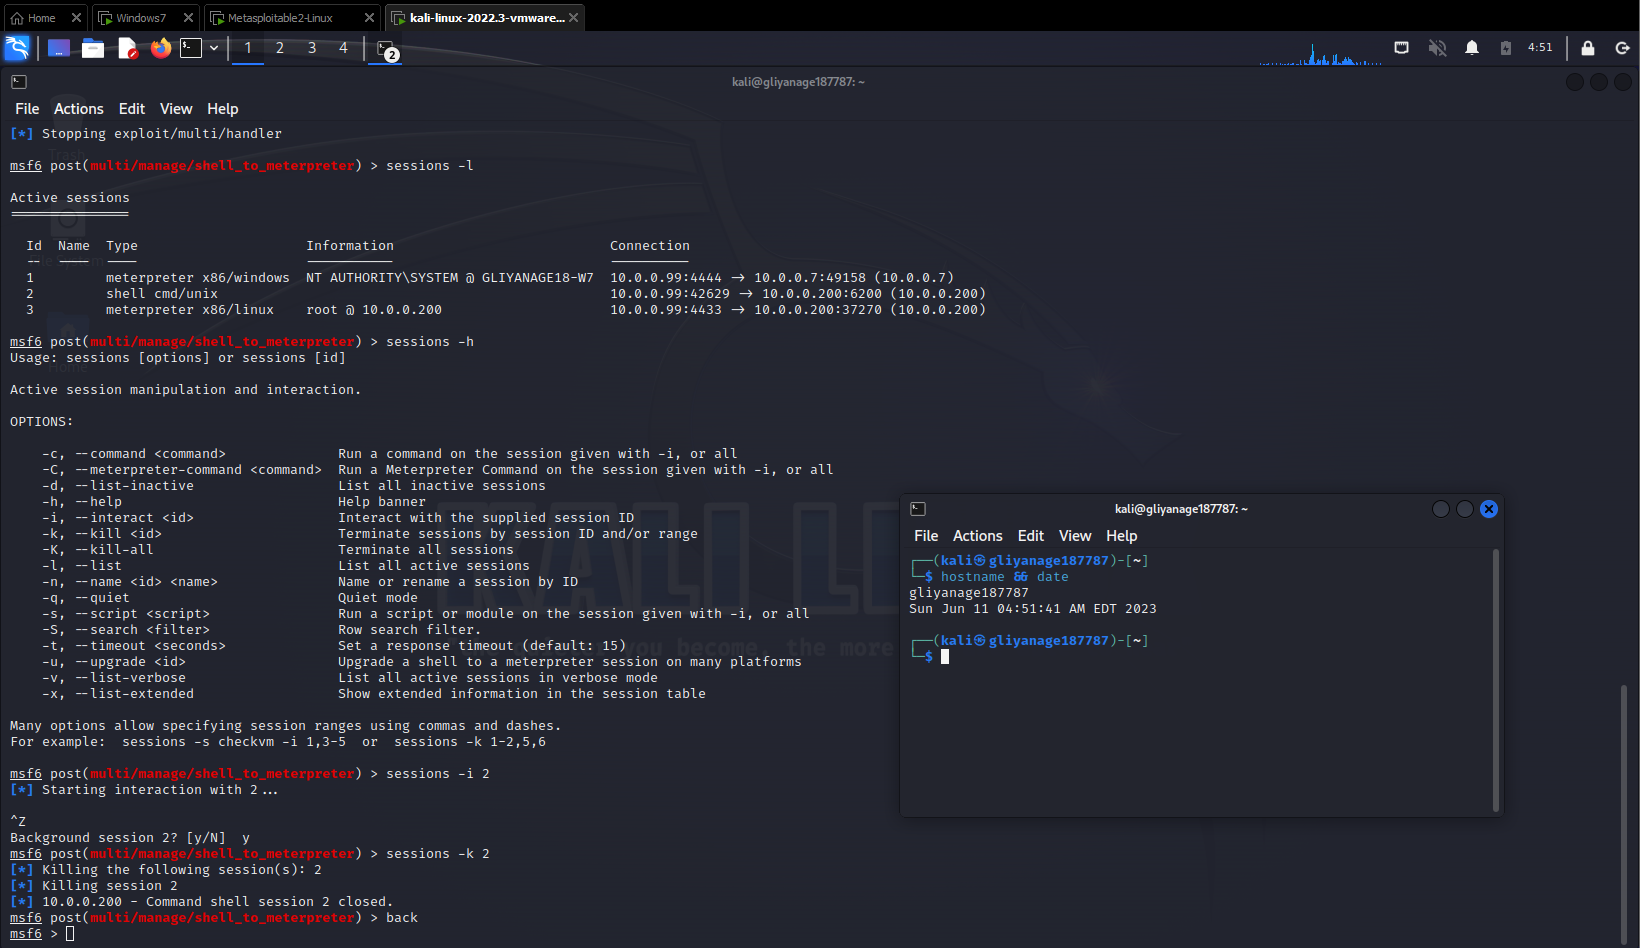 Home
Windows7
Metasploitable2-Linux
kali-linux-2022.3-vmware...
1 2 3 4
2
4:51
kali@gliyanage187787: ~
File Actions Edit View Help
[*] Stopping exploit/multi/handler
msf6 post(multi/manage/shell_to_meterpreter) > sessions -l
Active sessions
===============
Id Name Type Information Connection
-- ---- ---- ----------- ----------
1 meterpreter x86/windows NT AUTHORITY\SYSTEM @ GLIYANAGE18-W7 10.0.0.99:4444 -> 10.0.0.7:49158 (10.0.0.7)
2 shell cmd/unix 10.0.0.99:42629 -> 10.0.0.200:6200 (10.0.0.200)
3 meterpreter x86/linux root @ 10.0.0.200 10.0.0.99:4433 -> 10.0.0.200:37270 (10.0.0.200)
msf6 post(multi/manage/shell_to_meterpreter) > sessions -h
Usage: sessions [options] or sessions [id]
Home
Active session manipulation and interaction.
OPTIONS:
-c, --command <command> Run a command on the session given with -i, or all
-C, --meterpreter-command <command> Run a Meterpreter Command on the session given with -i, or all
-d, --list-inactive List all inactive sessions
-h, --help Help banner
-i, --interact <id> Interact with the supplied session ID
-k, --kill <id> Terminate sessions by session ID and/or range
-K, --kill-all Terminate all sessions
-l, --list List all active sessions
-n, --name <id> <name> Name or rename a session by ID
-q, --quiet Quiet mode
-s, --script <script> Run a script or module on the session given with -i, or all
-S, --search <filter> Row search filter.
-t, --timeout <seconds> Set a response timeout (default: 15)
-u, --upgrade <id> Upgrade a shell to a meterpreter session on many platforms
-v, --list-verbose List all active sessions in verbose mode
-x, --list-extended Show extended information in the session table
Many options allow specifying session ranges using commas and dashes.
For example: sessions -s checkvm -i 1,3-5 or sessions -k 1-2,5,6
msf6 post(multi/manage/shell_to_meterpreter) > sessions -i 2
[*] Starting interaction with 2...
^Z
Background session 2? [y/N] y
msf6 post(multi/manage/shell_to_meterpreter) > sessions -k 2
[*] Killing the following session(s): 2
[*] Killing session 2
[*] 10.0.0.200 - Command shell session 2 closed.
msf6 post(multi/manage/shell_to_meterpreter) > back
msf6 >
kali@gliyanage187787: ~
File Actions Edit View Help
┌──(kali㉿gliyanage187787)-[~]
└─$ hostname && date
gliyanage187787
Sun Jun 11 04:51:41 AM EDT 2023
┌──(kali㉿gliyanage187787)-[~]
└─$